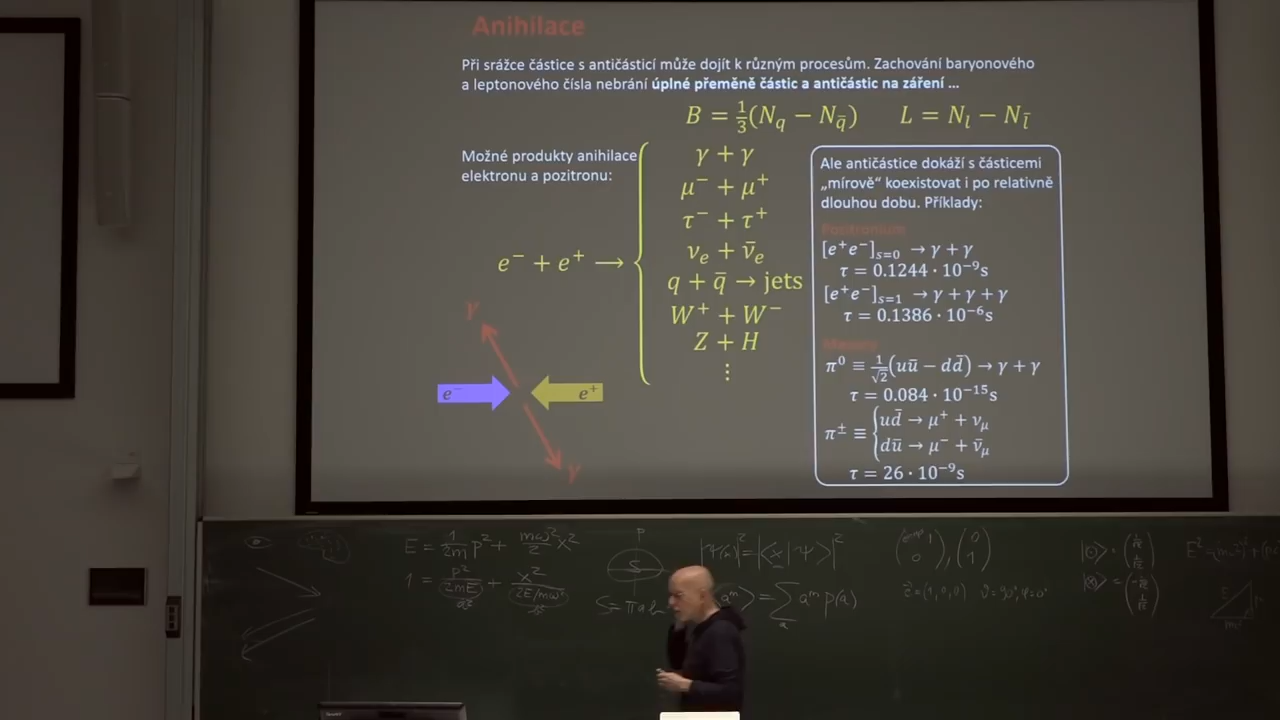 Anihilace
Při srážce částice s antičásticí může dojít k různým procesům. Zachování baryonového
a leptonového čísla nebrání úplné přeměně částic a antičástic na záření ...
B = 1/3 (N_q − N_q̄) L = N_l − N_l̄
Možné produkty anihilace
elektronu a pozitronu:
e⁻ + e⁺ →
γ + γ
μ⁻ + μ⁺
τ⁻ + τ⁺
ν_e + ν̄_e
q + q̄ → jets
W⁺ + W⁻
Z + H
⋮
γ
e⁻ e⁺
γ
Ale antičástice dokáží s částicemi
„mírově“ koexistovat i po relativně
dlouhou dobu. Příklady:
Pozitronium
[e⁺e⁻]_{s=0} → γ + γ
τ = 0.1244 · 10⁻⁹s
[e⁺e⁻]_{s=1} → γ + γ + γ
τ = 0.1386 · 10⁻⁶s
π⁰ ≡ 1/√2 (uū − dd̄) → γ + γ
τ = 0.084 · 10⁻¹⁵s
π± ≡ { ud̄ → μ⁺ + ν_μ
dū → μ⁻ + ν̄_μ
τ = 26 · 10⁻⁹s
E = 1/2m p² + mω²/2 x²
1 = p²/2mE + x²/2E/mω²
P
S = πab
|Ψ(x)|² = |<x|Ψ>|²
= Σ_a aᵐ p(a)